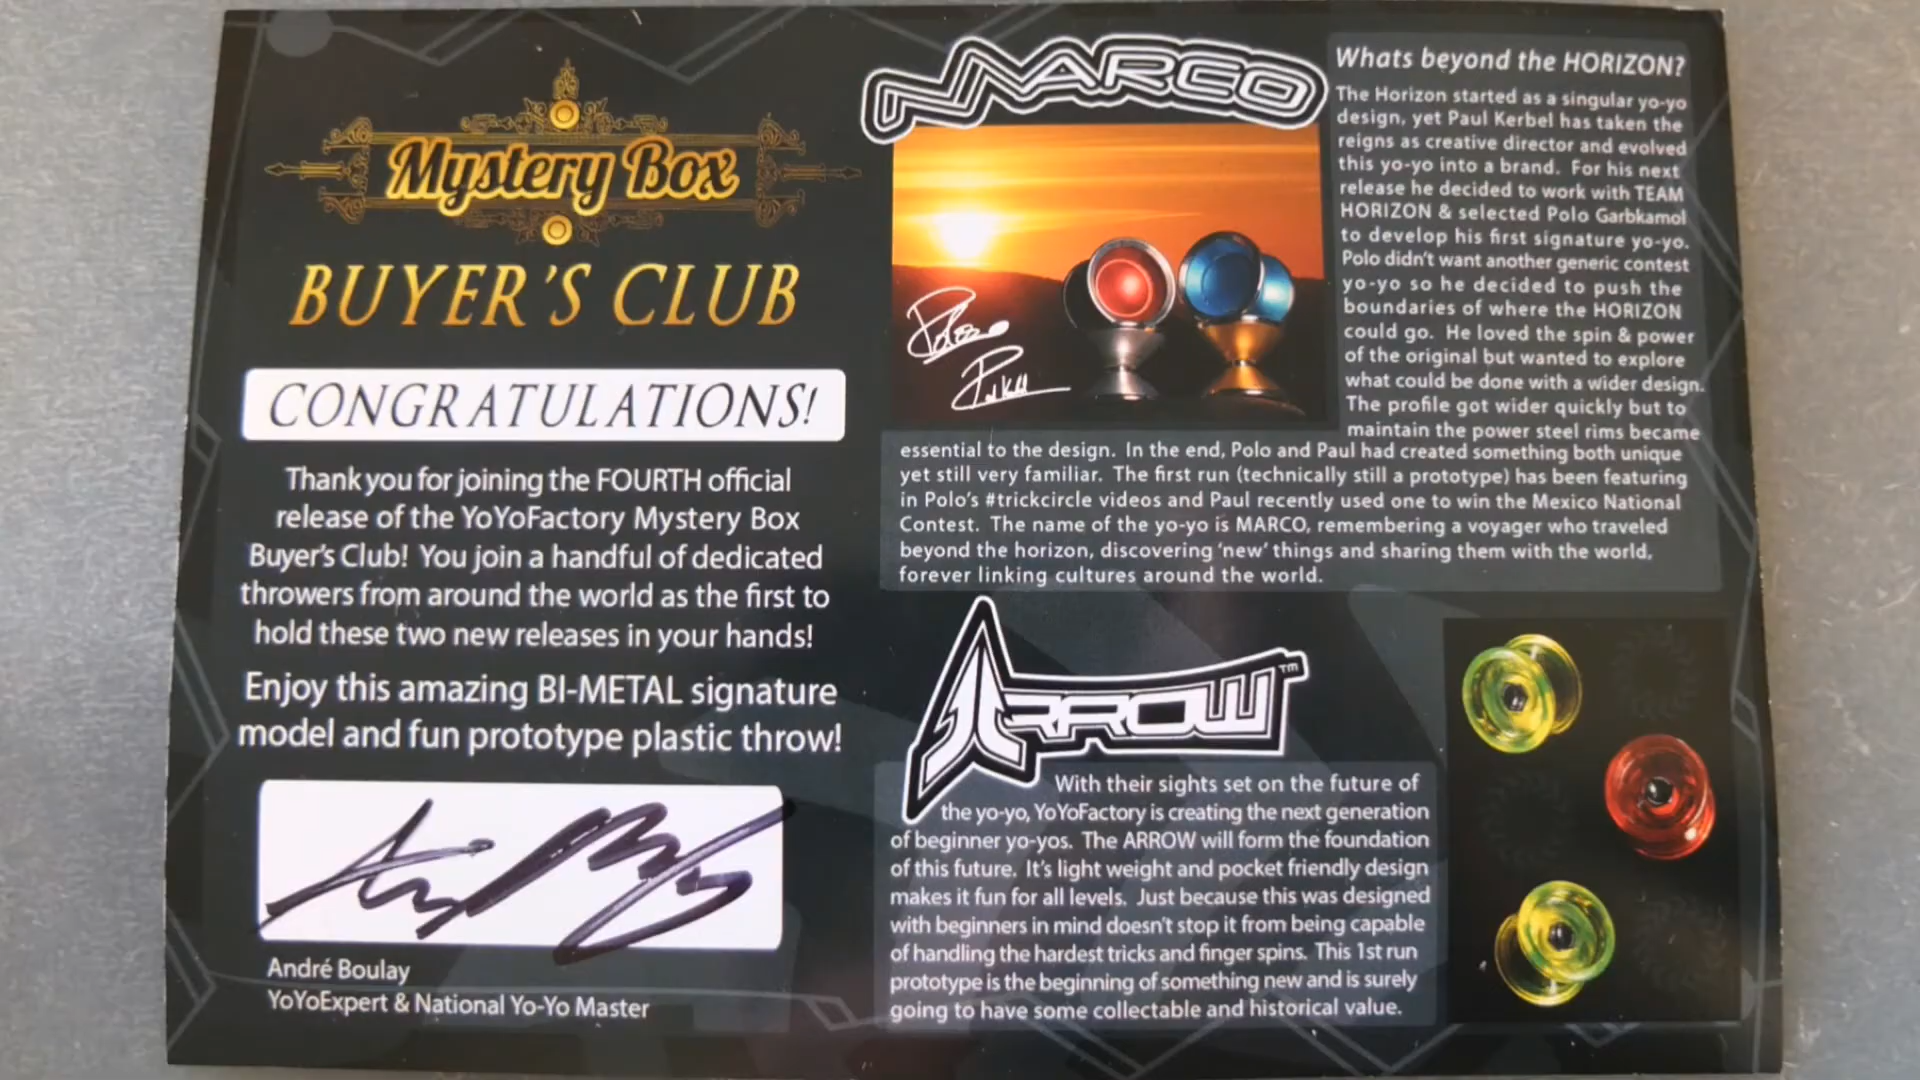 Mystery Box
BUYER'S CLUB
CONGRATULATIONS!
Thank you for joining the FOURTH official
release of the YoYoFactory Mystery Box
Buyer's Club! You join a handful of dedicated
throwers from around the world as the first to
hold these two new releases in your hands!
Enjoy this amazing BI-METAL signature
model and fun prototype plastic throw!
André Boulay
YoYoExpert & National Yo-Yo Master
MARCO
Whats beyond the HORIZON?
The Horizon started as a singular yo-yo
design, yet Paul Kerbel has taken the
reigns as creative director and evolved
this yo-yo into a brand. For his next
release he decided to work with TEAM
HORIZON & selected Polo Garbkamol
to develop his first signature yo-yo.
Polo didn't want another generic contest
yo-yo so he decided to push the
boundaries of where the HORIZON
could go. He loved the spin & power
of the original but wanted to explore
what could be done with a wider design.
The profile got wider quickly but to
maintain the power steel rims became
essential to the design. In the end, Polo and Paul had created something both unique
yet still very familiar. The first run (technically still a prototype) has been featuring
in Polo's #trickcircle videos and Paul recently used one to win the Mexico National
Contest. The name of the yo-yo is MARCO, remembering a voyager who traveled
beyond the horizon, discovering 'new' things and sharing them with the world,
forever linking cultures around the world.
ARROW™
With their sights set on the future of
the yo-yo, YoYoFactory is creating the next generation
of beginner yo-yos. The ARROW will form the foundation
of this future. It's light weight and pocket friendly design
makes it fun for all levels. Just because this was designed
with beginners in mind doesn't stop it from being capable
of handling the hardest tricks and finger spins. This 1st run
prototype is the beginning of something new and is surely
going to have some collectable and historical value.